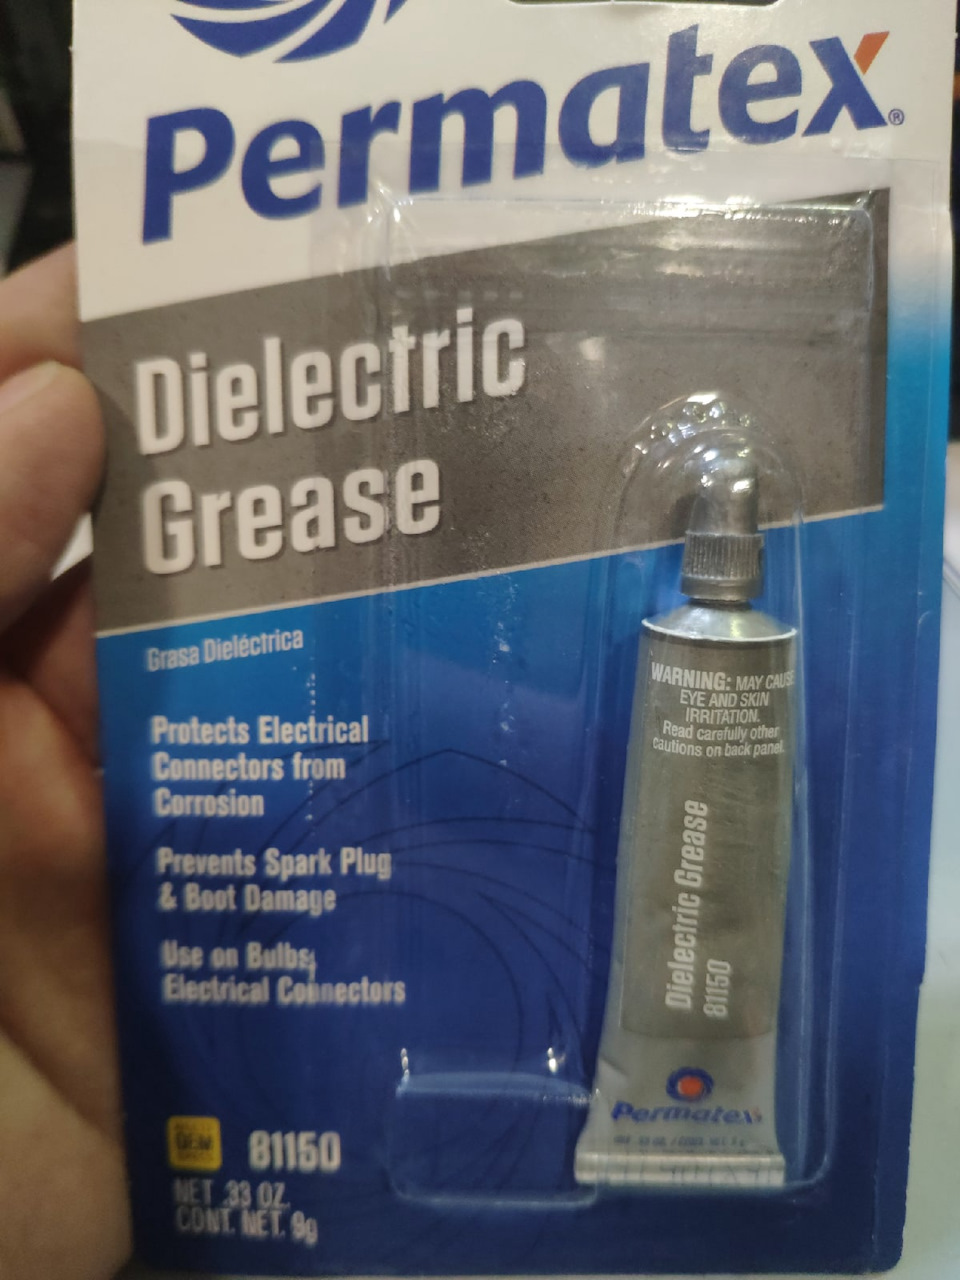 Permatex®
Dielectric
Grease
Grasa Dieléctrica
Protects Electrical
Connectors from
Corrosion
Prevents Spark Plug
& Boot Damage
Use on Bulbs,
Electrical Connectors
OEM
81150
NET .33 OZ.
CONT. NET. 9g
WARNING: MAY CAUSE
EYE AND SKIN
IRRITATION.
Read carefully other
cautions on back panel.
Dielectric Grease
81150
Permatex